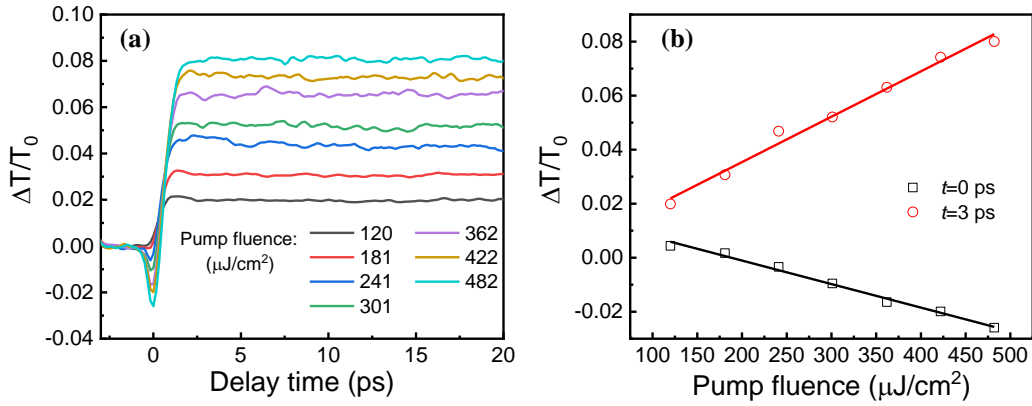 (a)
0.10
0.08
0.06
0.04
0.02
0.00
-0.02
-0.04
ΔT/T0
Pump fluence:
(μJ/cm2)
120 362
181 422
241 482
301
0 5 10 15 20
Delay time (ps)
(b)
0.08
0.04
0.00
-0.02
0.02
0.06
ΔT/T0
t=0 ps
t=3 ps
100 150 200 250 300 350 400 450 500
Pump fluence (μJ/cm2)